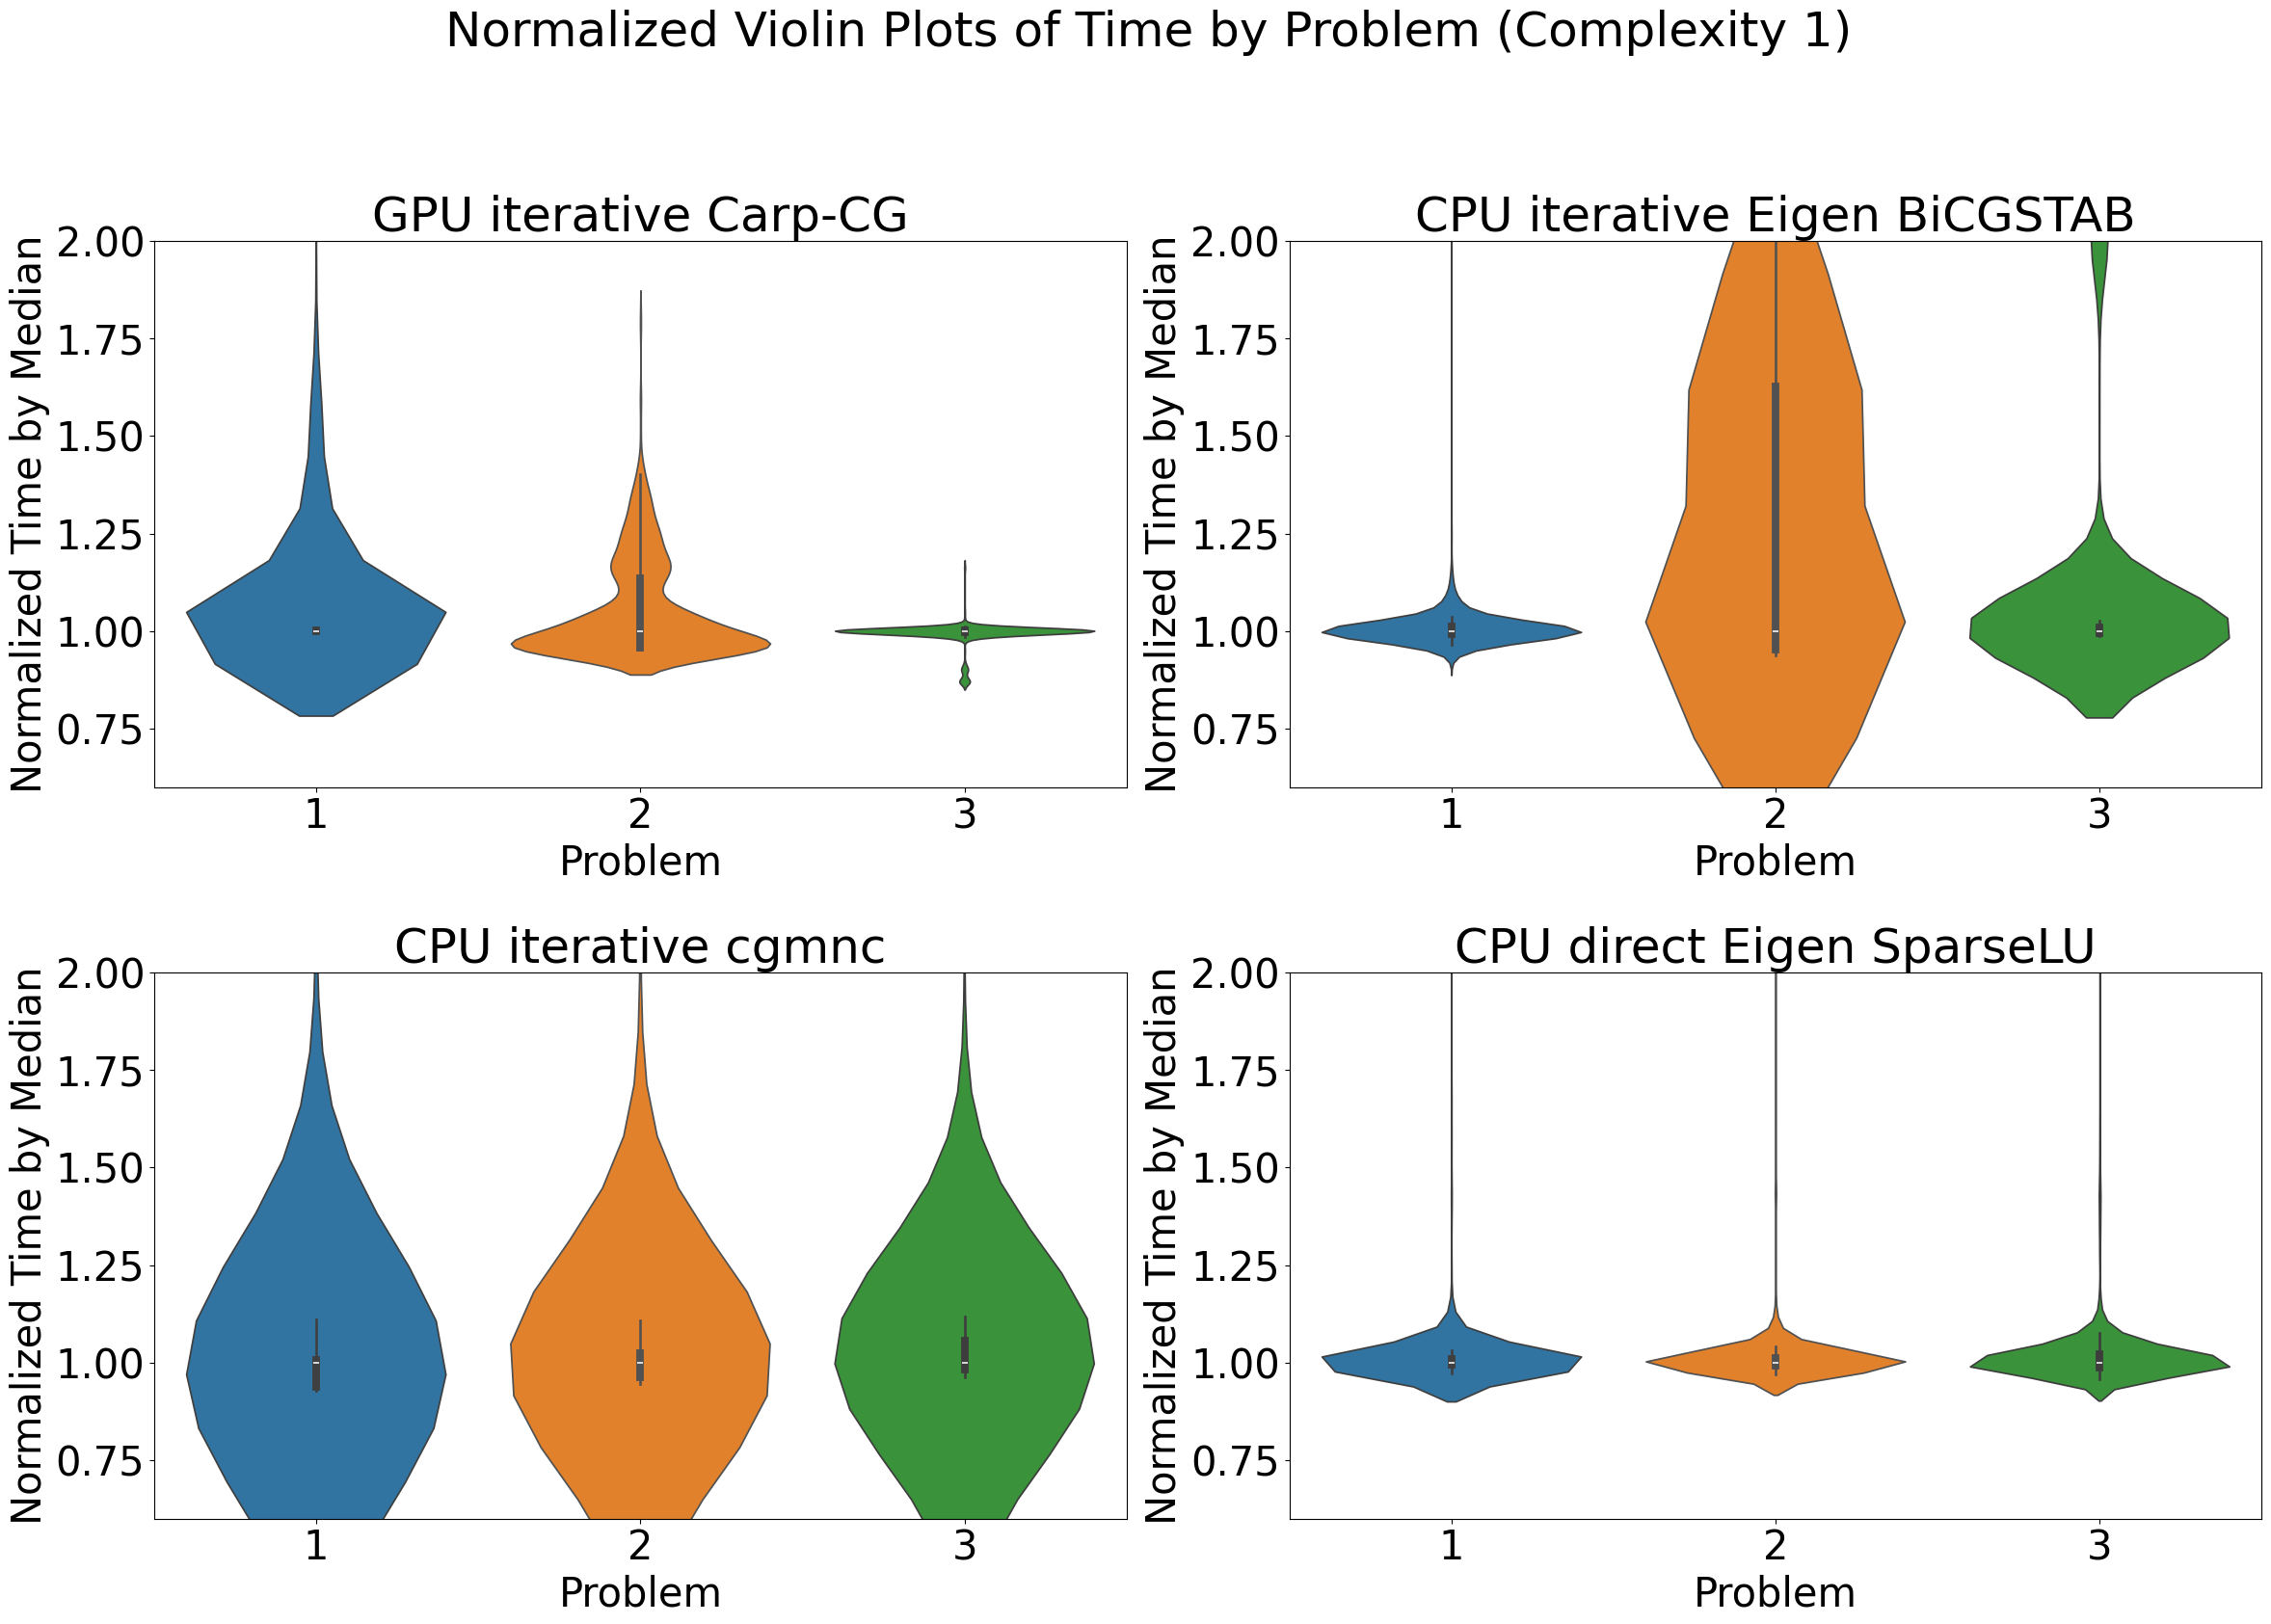 Normalized Violin Plots of Time by Problem (Complexity 1)
GPU iterative Carp-CG
Normalized Time by Median
2.00
1.75
1.50
1.25
1.00
0.75
1 2 3
Problem
CPU iterative Eigen BiCGSTAB
Normalized Time by Median
2.00
1.75
1.50
1.25
1.00
0.75
1 2 3
Problem
CPU iterative cgmnc
Normalized Time by Median
2.00
1.75
1.50
1.25
1.00
0.75
1 2 3
Problem
CPU direct Eigen SparseLU
Normalized Time by Median
2.00
1.75
1.50
1.25
1.00
0.75
1 2 3
Problem